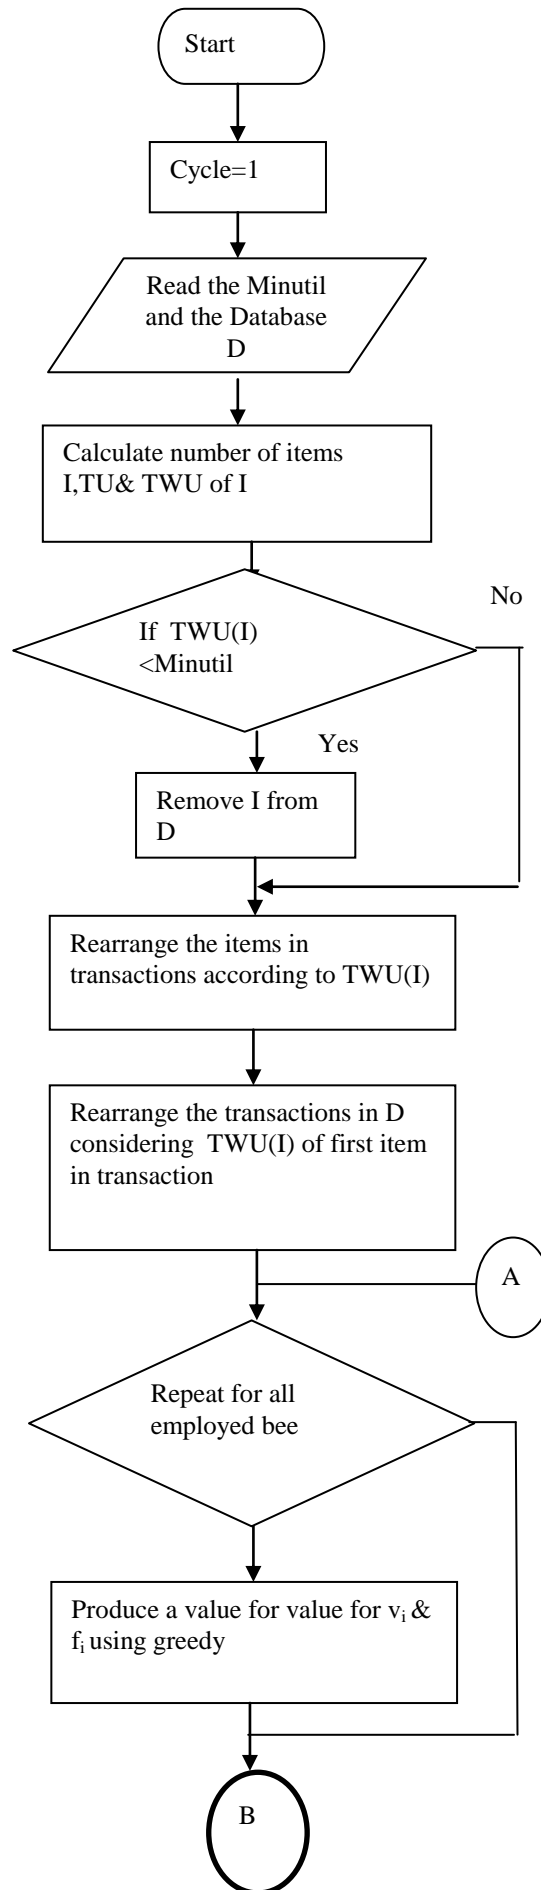 Start
Cycle=1
Read the Minutil
and the Database
D
Calculate number of items
I,TU& TWU of I
No
If TWU(I)
<Minutil
Yes
Remove I from
D
Rearrange the items in
transactions according to TWU(I)
Rearrange the transactions in D
considering TWU(I) of first item
in transaction
A
Repeat for all
employed bee
Produce a value for value for vᵢ &
fᵢ using greedy
B